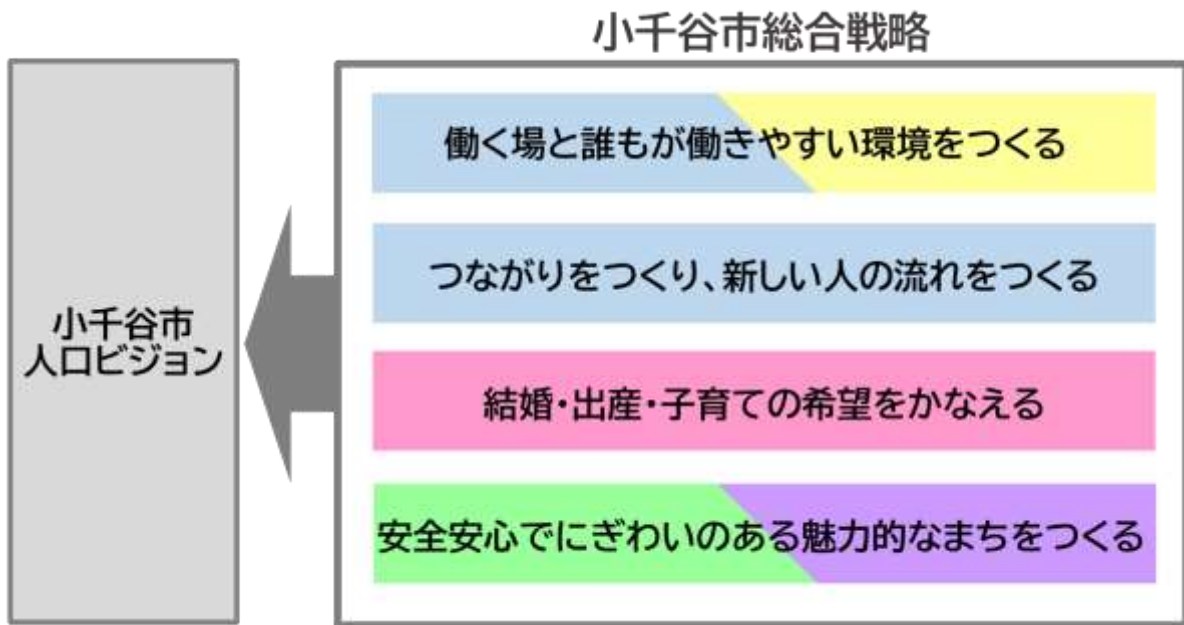 小千谷市総合戦略
小千谷市
人口ビジョン
働く場と誰もが働きやすい環境をつくる
つながりをつくり、新しい人の流れをつくる
結婚・出産・子育ての希望をかなえる
安全安心でにぎわいのある魅力的なまちをつくる